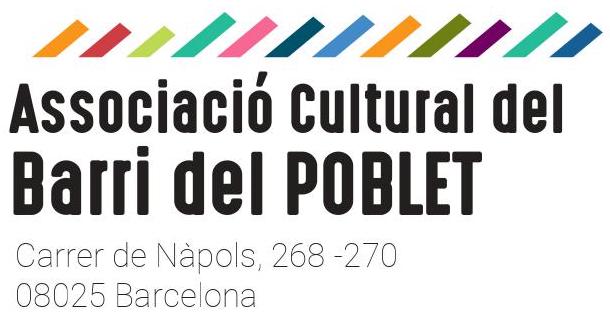 Associació Cultural del
Barri del POBLET
Carrer de Nàpols, 268 -270
08025 Barcelona